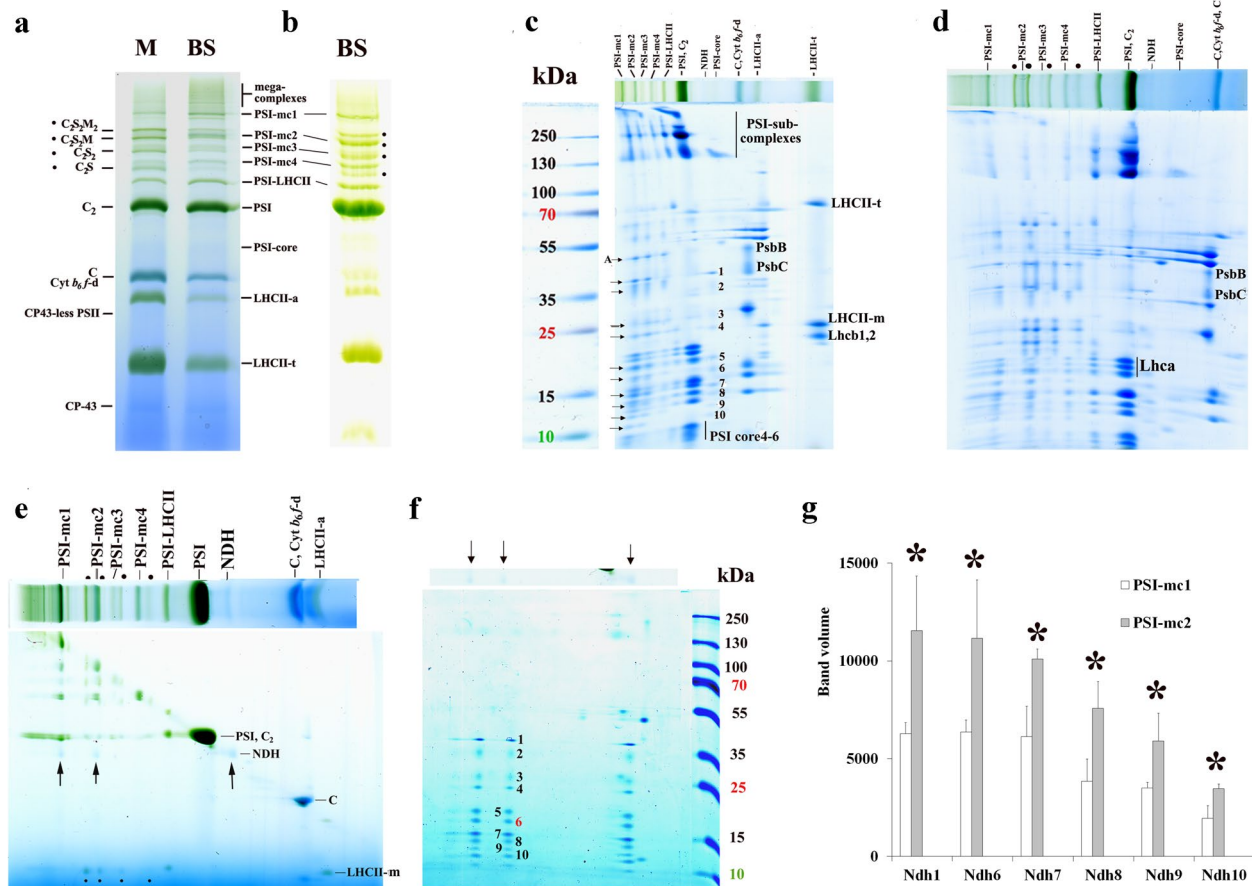 a
M BS
mega-
complexes
PSI-mc1
• C₂S₂M₂
• C₂S₂M
• C₂S₂
• C₂S
PSI-mc2
PSI-mc3
PSI-mc4
PSI-LHCII
C₂
PSI
PSI-core
C
Cyt b₆f-d
LHCII-a
CP43-less PSII
LHCII-t
CP-43
b
BS
c
PSI-mc1
PSI-mc2
PSI-mc3
PSI-mc4
PSI-LHCII
PSI, C₂
NDH
PSI-core
C, Cyt b₆f-d
LHCII-a
LHCII-t
kDa
250
130
100
70
55
35
25
15
10
PSI-sub-
complexes
LHCII-t
A
PsbB
PsbC
1
2
3
4
5
6
7
8
9
10
LHCII-m
Lhcb1,2
PSI core4-6
d
PSI-mc1
PSI-mc2
PSI-mc3
PSI-mc4
PSI-LHCII
PSI, C₂
NDH
PSI-core
C,Cyt b₆f-d, C
PsbB
PsbC
Lhca
e
PSI-mc1
PSI-mc2
PSI-mc3
PSI-mc4
PSI-LHCII
PSI
NDH
C, Cyt b₆f-d
LHCII-a
PSI, C₂
NDH
C
LHCII-m
f
kDa
250
130
100
70
55
35
25
15
10
1
2
3
4
5
6
7
8
9
10
g
15000
10000
5000
0
Band volume
* * * * * *
PSI-mc1
PSI-mc2
Ndh1 Ndh6 Ndh7 Ndh8 Ndh9 Ndh10